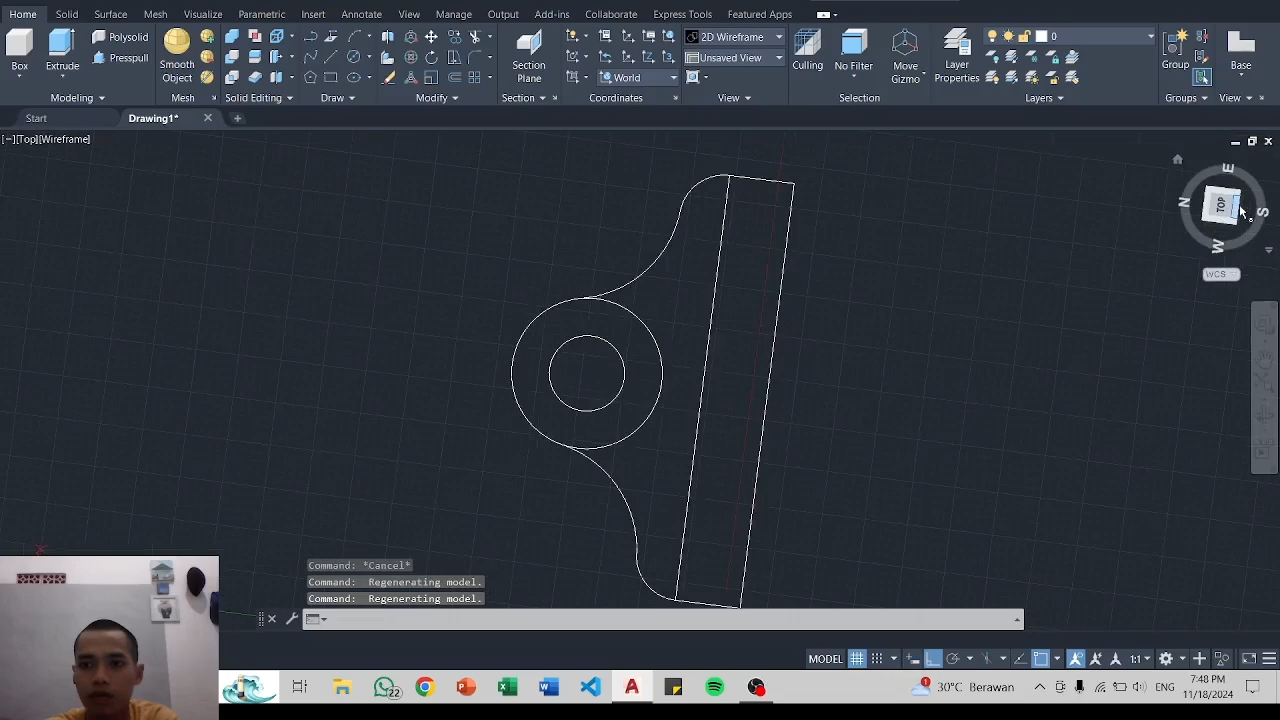 Home Solid Surface Mesh Visualize Parametric Insert Annotate View Manage Output Add-ins Collaborate Express Tools Featured Apps
Box Extrude Polysolid Presspull Smooth Object Section Plane World 2D Wireframe Unsaved View Culling No Filter Move Gizmo Layer Properties 0 Group Base
Modeling Mesh Solid Editing Draw Modify Section Coordinates View Selection Layers Groups View
Start Drawing1*
[−][Top][Wireframe]
E
N TOP S
W
WCS
Command: *Cancel*
Command: Regenerating model.
Command: Regenerating model.
MODEL 1:1
22 1 30°C Berawan ENG 7:48 PM
11/18/2024